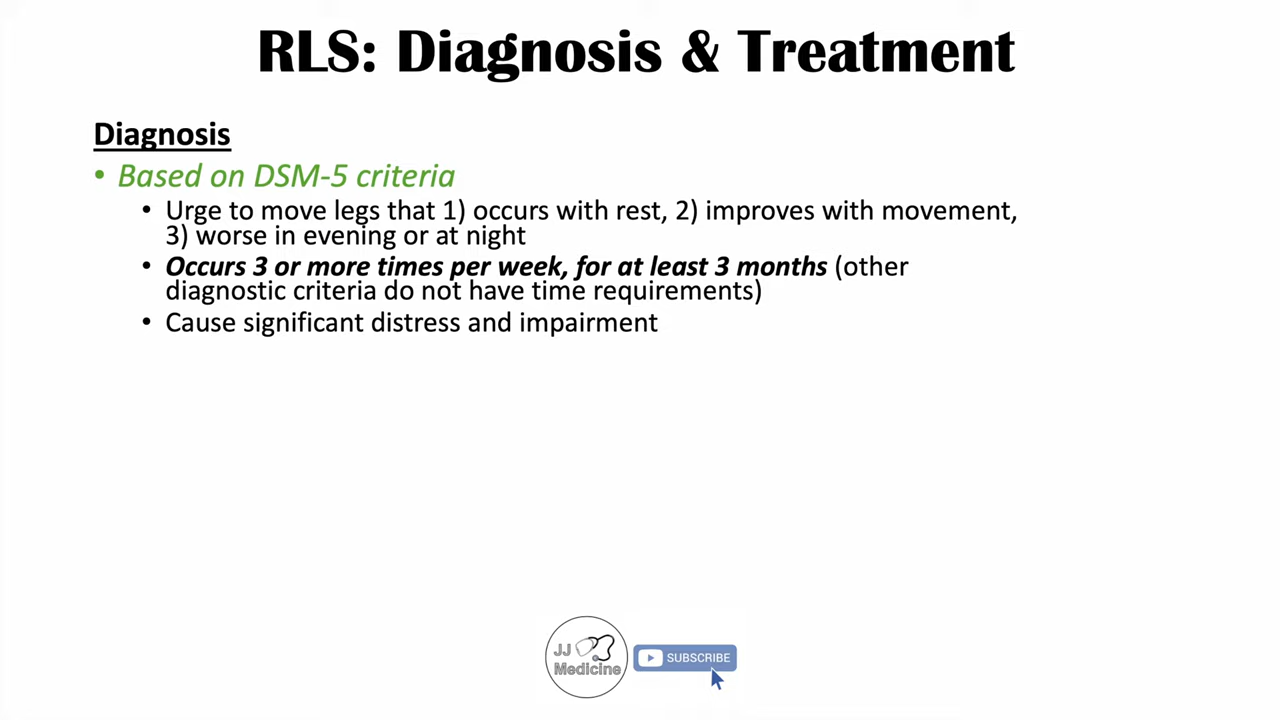 RLS: Diagnosis & Treatment
Diagnosis
• Based on DSM-5 criteria
• Urge to move legs that 1) occurs with rest, 2) improves with movement,
3) worse in evening or at night
• Occurs 3 or more times per week, for at least 3 months (other
diagnostic criteria do not have time requirements)
• Cause significant distress and impairment
JJ
Medicine
SUBSCRIBE